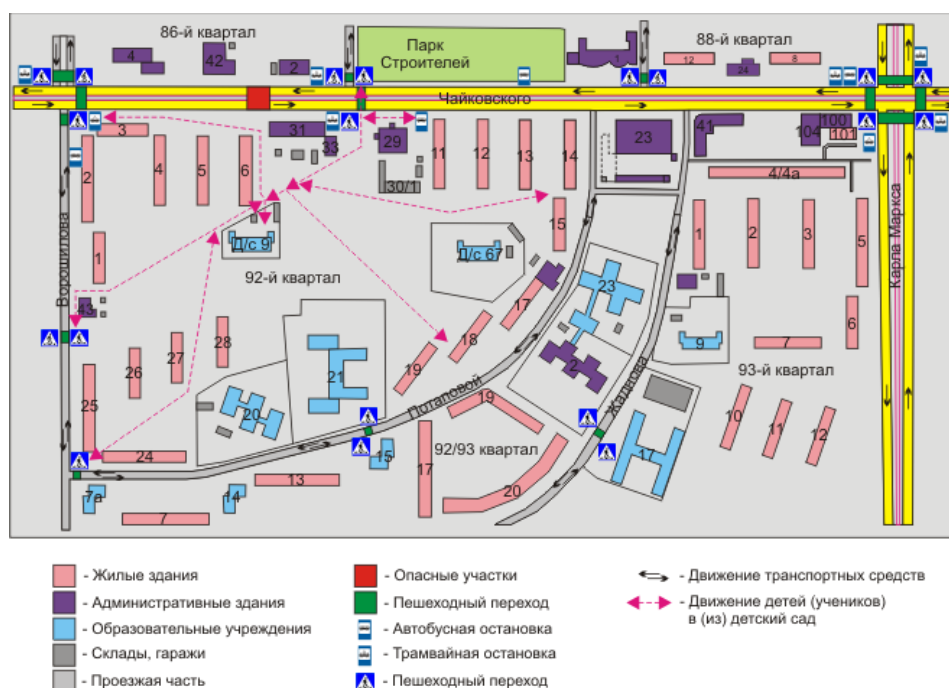 86-й квартал
Парк
Строителей
88-й квартал
4
42
2
1
12
24
8
Чайковского
3
31
33
29
30/1
11
12
13
14
23
41
104
100
101
4/4а
2
4
5
6
1
Д/с 9
Д/с 67
15
92-й квартал
43
Ворошилова
Карла Маркса
1
2
3
5
6
7
9
93-й квартал
23
2
17
18
19
Потаповой
Жаднова
28
27
26
25
24
20
21
19
92/93 квартал
17
20
15
13
14
7а
7
17
10
11
12
- Жилые здания
- Административные здания
- Образовательные учреждения
- Склады, гаражи
- Проезжая часть
- Опасные участки
- Пешеходный переход
- Автобусная остановка
- Трамвайная остановка
- Пешеходный переход
- Движение транспортных средств
- Движение детей (учеников)
в (из) детский сад